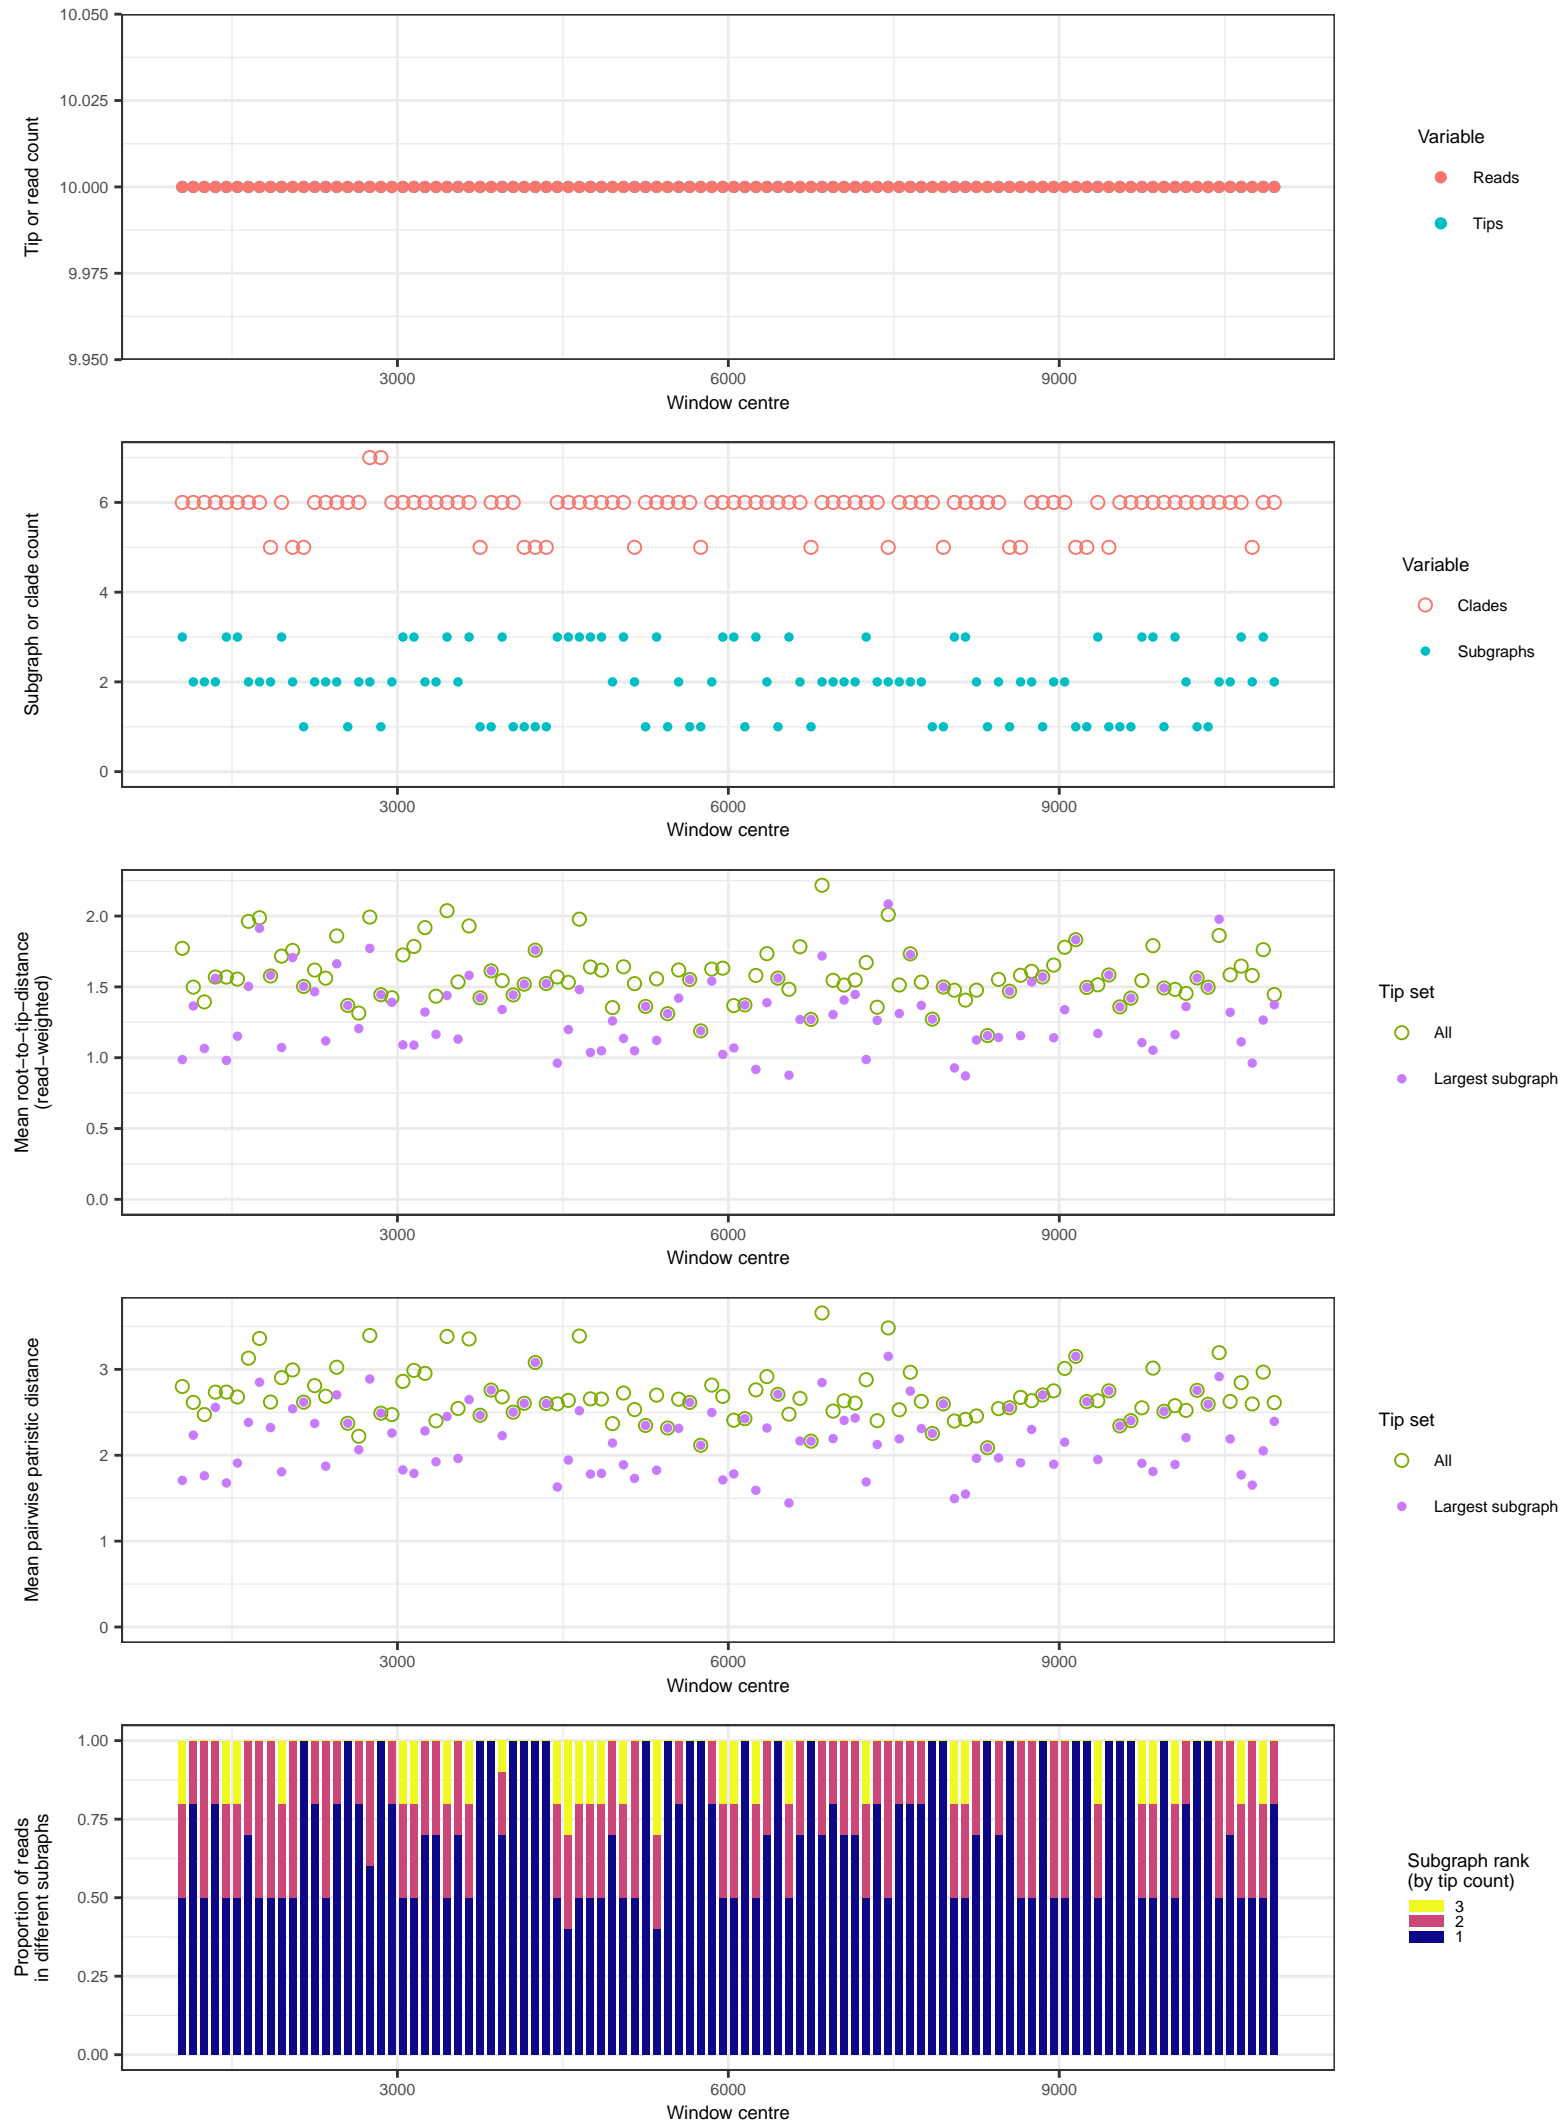 10.050
10.025
10.000
9.975
9.950
Tip or read count
3000 6000 9000
Window centre
Variable
Reads
Tips
6
4
2
0
Subgraph or clade count
3000 6000 9000
Window centre
Variable
Clades
Subgraphs
2.0
1.5
1.0
0.5
0.0
Mean root−to−tip−distance
(read−weighted)
3000 6000 9000
Window centre
Tip set
All
Largest subgraph
3
2
1
0
Mean pairwise patristic distance
3000 6000 9000
Window centre
Tip set
All
Largest subgraph
1.00
0.75
0.50
0.25
0.00
Proportion of reads
in different subraphs
3000 6000 9000
Window centre
Subgraph rank
(by tip count)
3
2
1